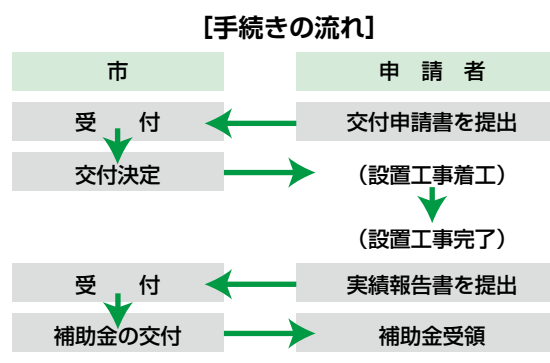 ［手続きの流れ］
市　申　請　者
受　付　交付申請書を提出
交付決定　（設置工事着工）
（設置工事完了）
受　付　実績報告書を提出
補助金の交付　補助金受領